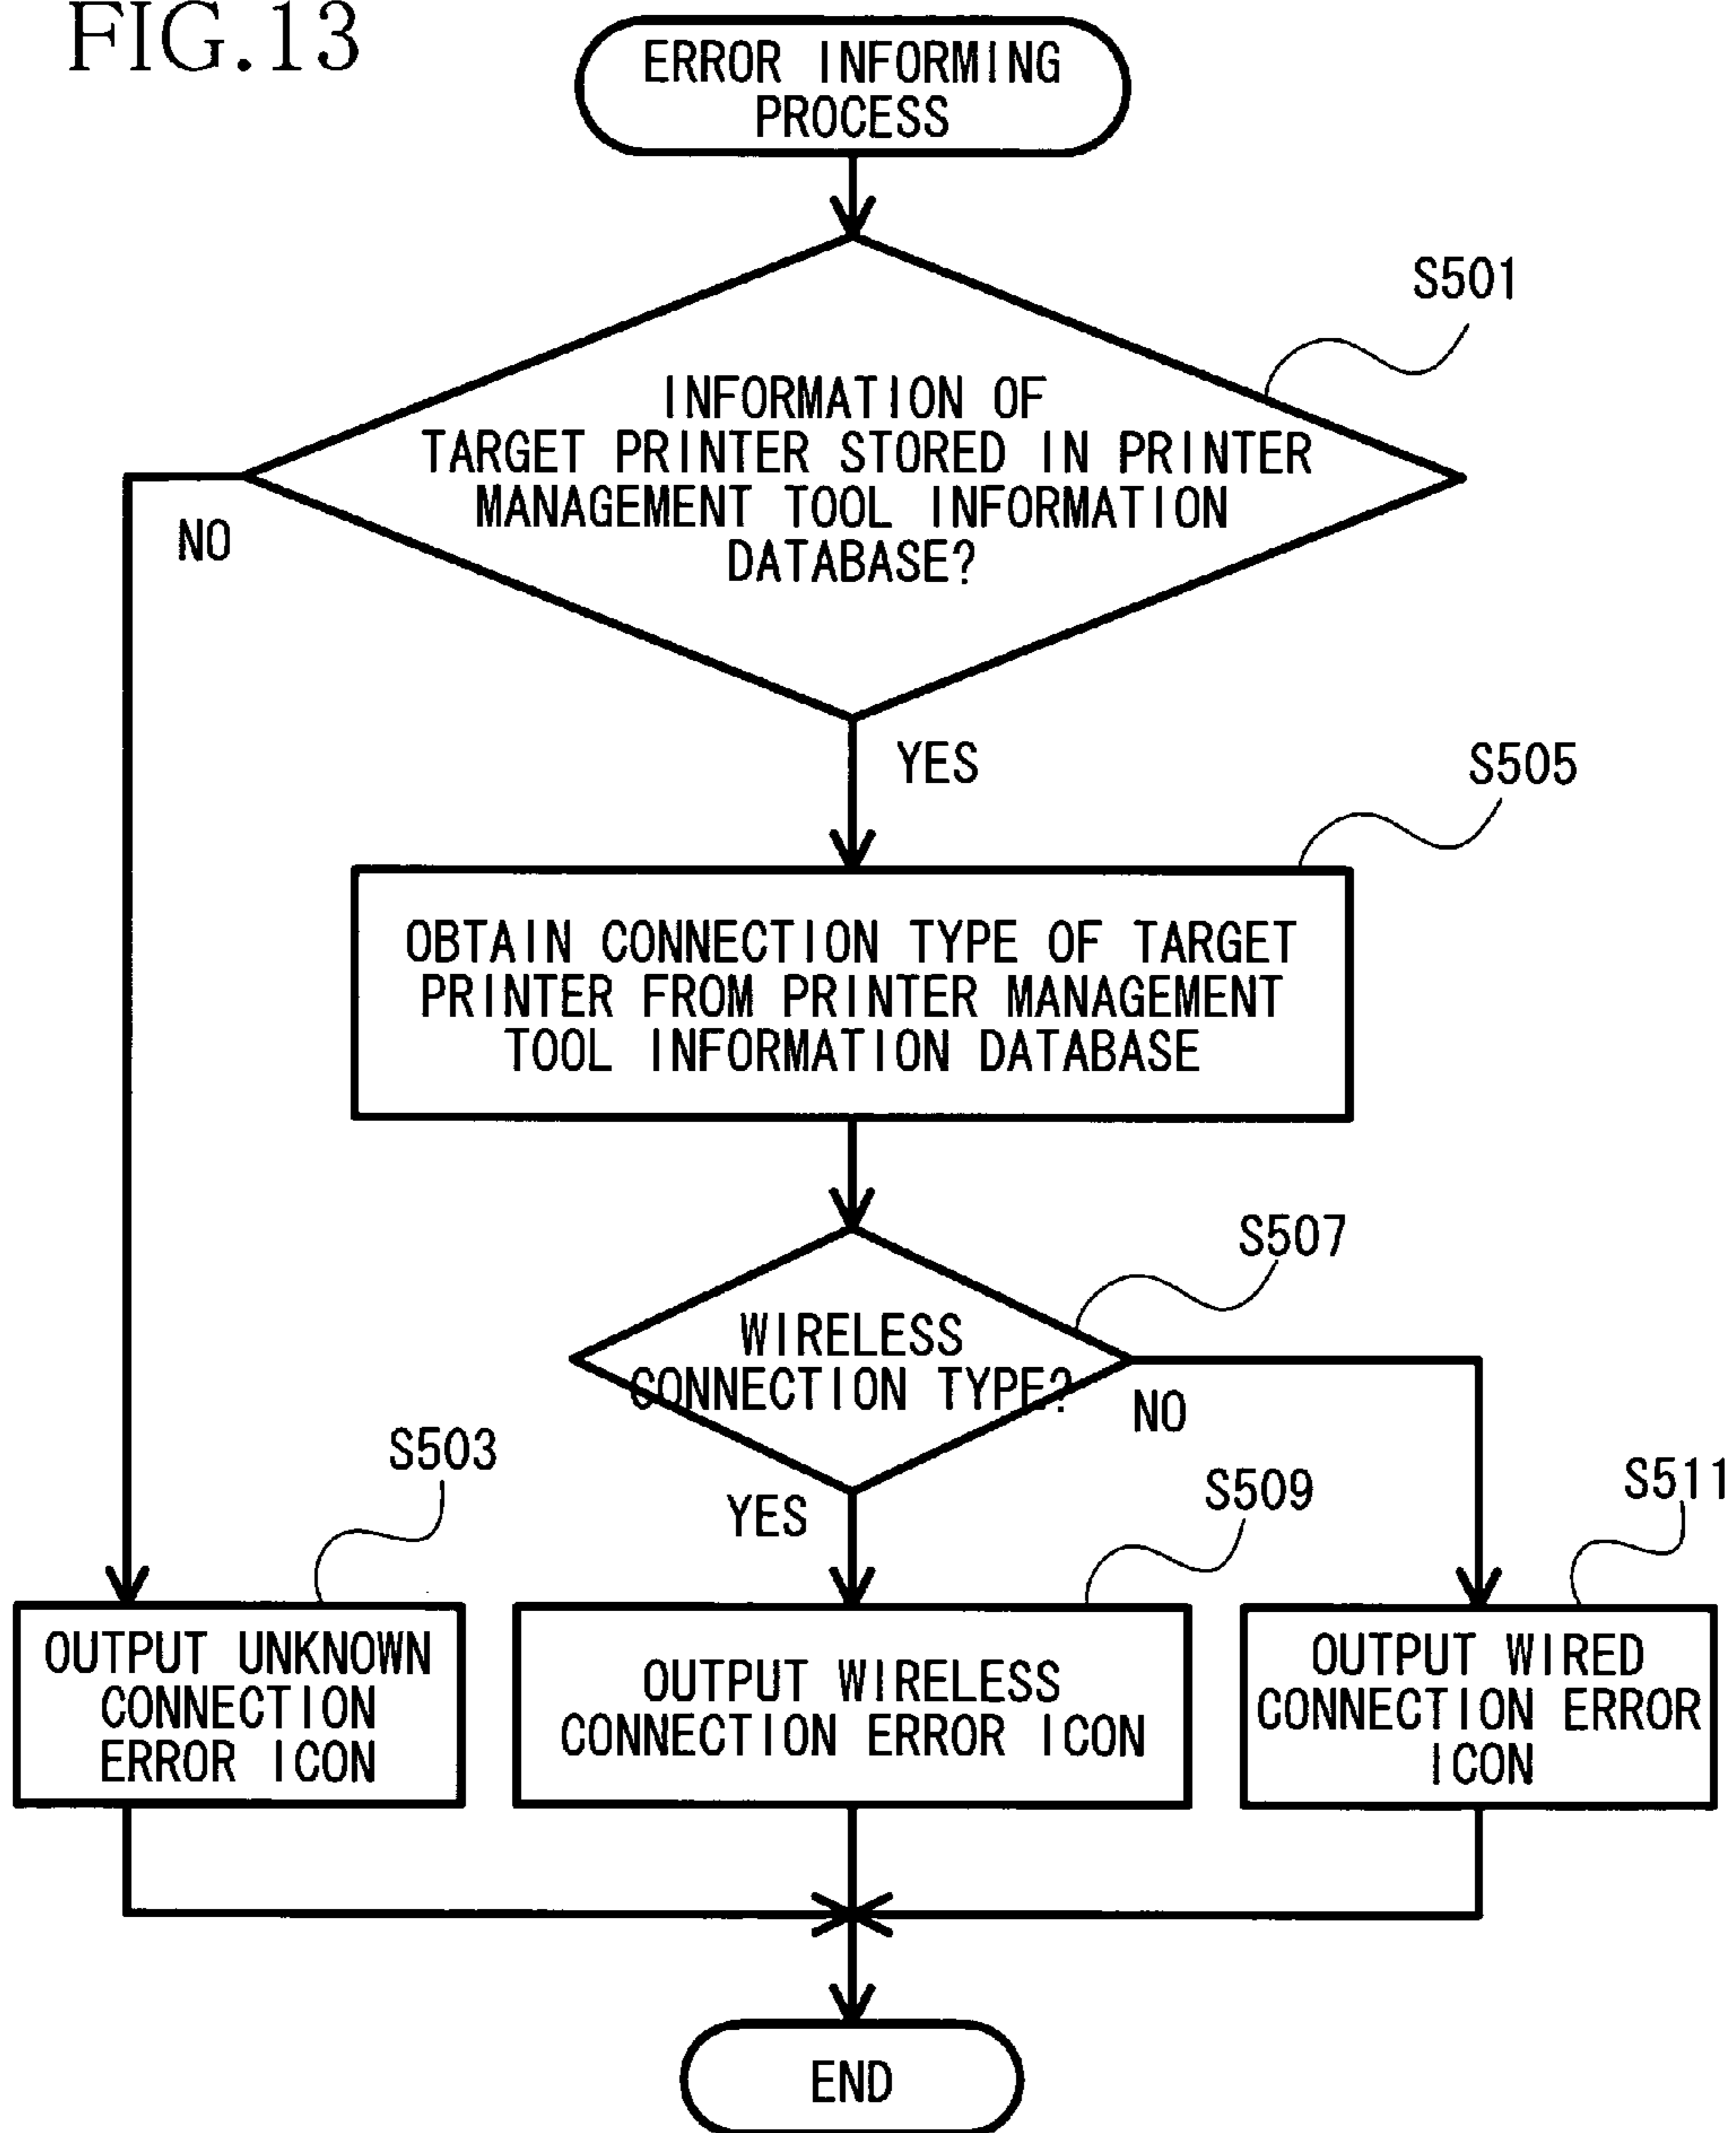 FIG.13
ERROR INFORMING
PROCESS
S501
INFORMATION OF
TARGET PRINTER STORED IN PRINTER
MANAGEMENT TOOL INFORMATION
DATABASE?
NO
YES
S505
OBTAIN CONNECTION TYPE OF TARGET
PRINTER FROM PRINTER MANAGEMENT
TOOL INFORMATION DATABASE
S507
WIRELESS
CONNECTION TYPE?
NO
YES
S503
S509
S511
OUTPUT UNKNOWN
CONNECTION
ERROR ICON
OUTPUT WIRELESS
CONNECTION ERROR ICON
OUTPUT WIRED
CONNECTION ERROR
ICON
END